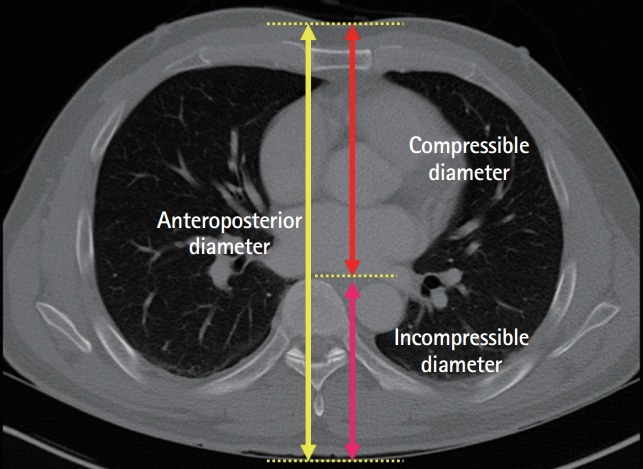 Compressible
diameter
Anteroposterior
diameter
Incompressible
diameter